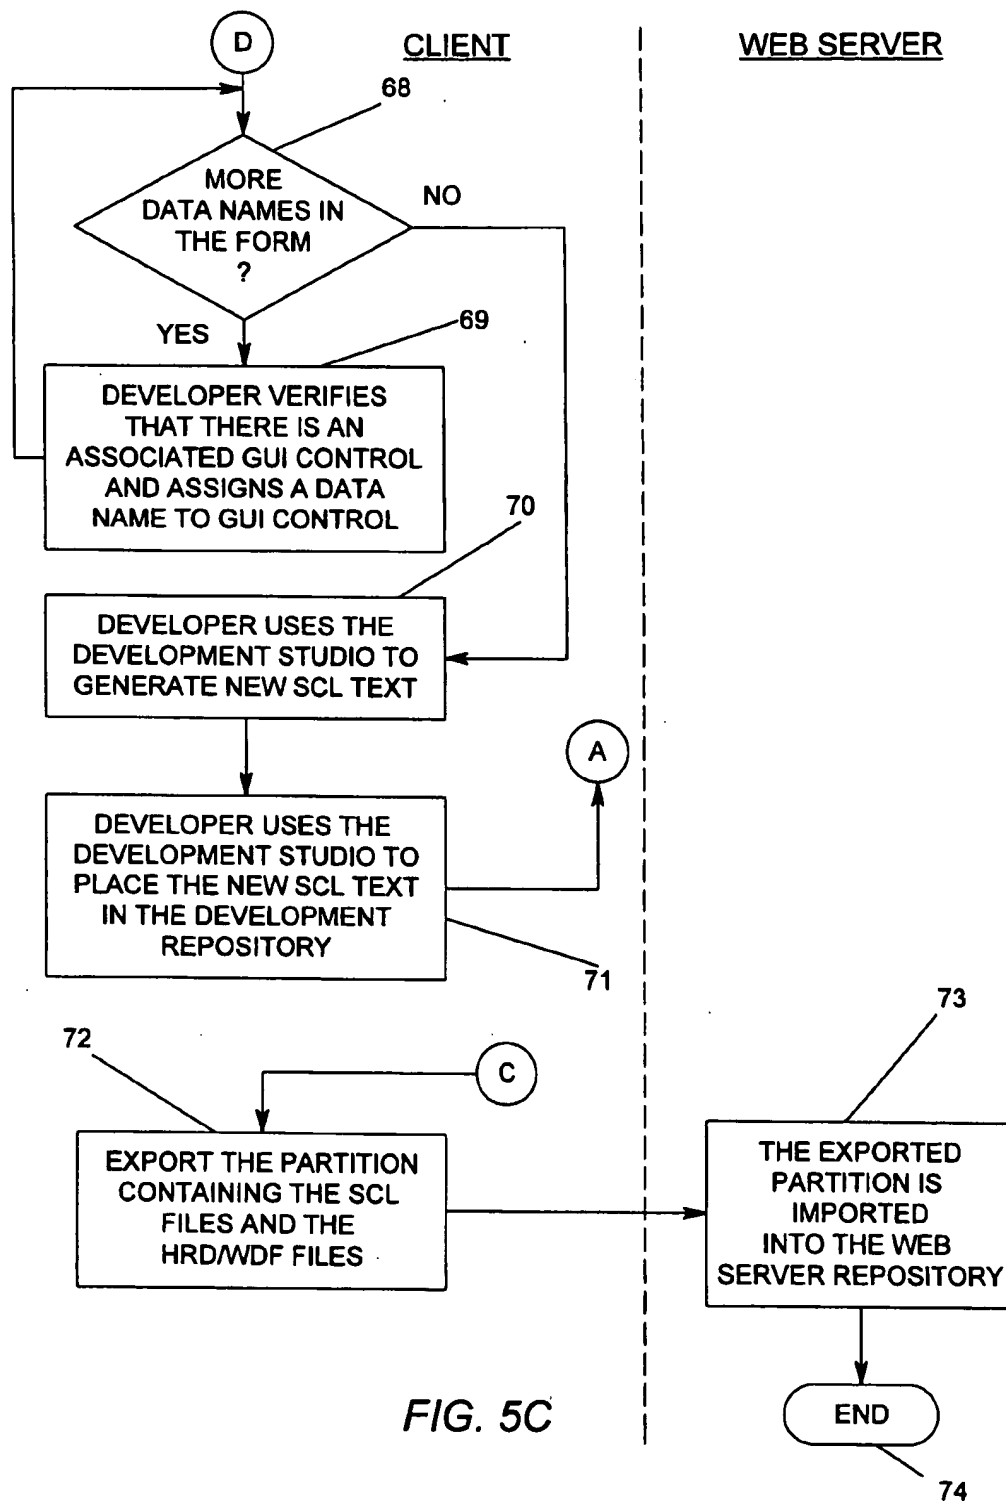 D
CLIENT
WEB SERVER
68
MORE
DATA NAMES IN
THE FORM
?
NO
YES
69
DEVELOPER VERIFIES
THAT THERE IS AN
ASSOCIATED GUI CONTROL
AND ASSIGNS A DATA
NAME TO GUI CONTROL
70
DEVELOPER USES THE
DEVELOPMENT STUDIO TO
GENERATE NEW SCL TEXT
A
DEVELOPER USES THE
DEVELOPMENT STUDIO TO
PLACE THE NEW SCL TEXT
IN THE DEVELOPMENT
REPOSITORY
71
72
C
73
EXPORT THE PARTITION
CONTAINING THE SCL
FILES AND THE
HRD/WDF FILES
THE EXPORTED
PARTITION IS
IMPORTED
INTO THE WEB
SERVER REPOSITORY
FIG. 5C
END
74